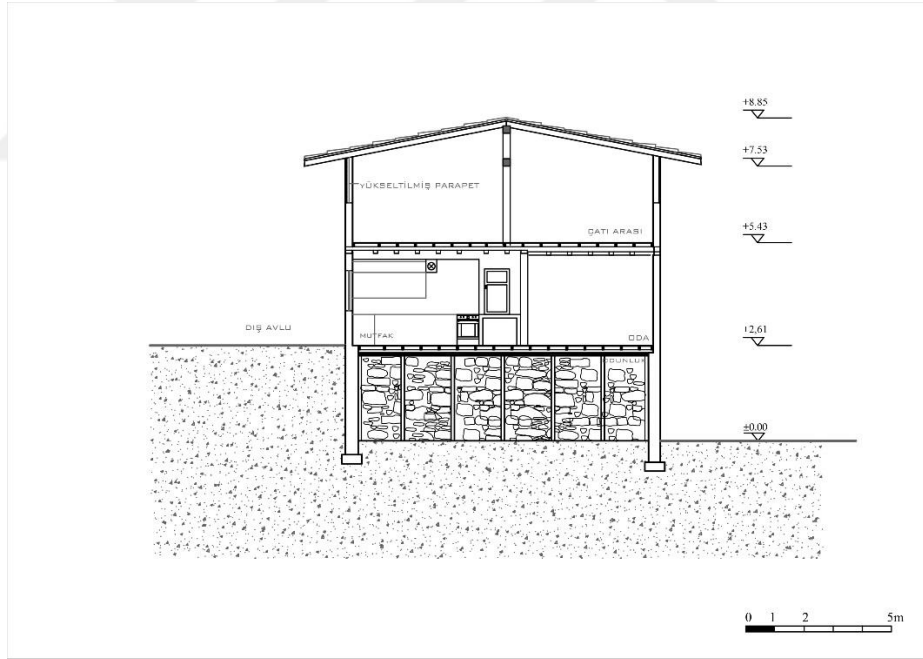 +8.85
+7.53
YÜKSELTİLMİŞ PARAPET
ÇATI ARASI
+5.43
DIŞ AVLU
MUTFAK
ODA
+2,61
ODUNLUK
±0.00
0 1 2 5m